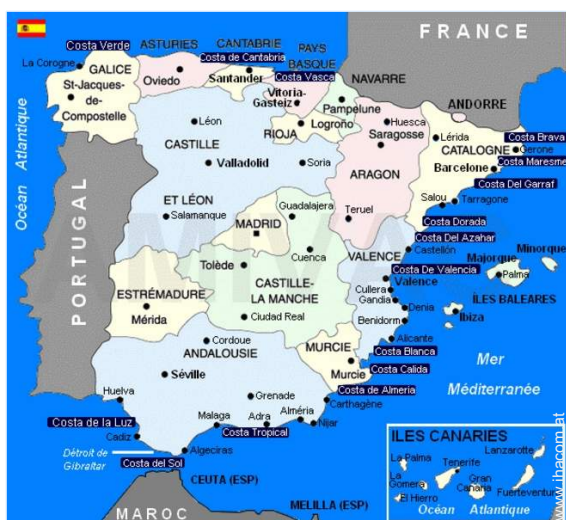 FRANCE
Costa Verde
ASTURIES
CANTABRIE
Costa de Cantabria
PAYS
BASQUE
Costa Vasca
NAVARRE
La Corogne
GALICE
Oviedo
Santander
St-Jacques-
de-
Compostelle
Vitoria-
Gasteiz
Pampelune
ANDORRE
Léon
RIOJA
Logroño
Huesca
Saragosse
Lérida
CATALOGNE
Costa Brava
Gerone
CASTILLE
Valladolid
Soria
Barcelone
Costa Maresme
Océan Atlantique
ARAGON
Costa Del Garraf
ET LÉON
Salamanque
Guadalajera
Teruel
Salou
Tarragone
MADRID
Costa Dorada
PORTUGAL
VALENCE
Costa Del Azahar
Castellón
Minorque
Cuenca
Majorque
Tolède
Costa De Valencia
Valence
Palma
CASTILLE-
LA MANCHE
ESTRÉMADURE
Mérida
Cullera
Gandia
ÎLES BALEARES
Denia
Ibiza
Ciudad Real
Benidorm
Cordoue
ANDALOUSIE
MURCIE
Alicante
Costa Blanca
Mer
Méditerranée
Séville
Murcie
Costa Calida
Costa de Almeria
Huelva
Grenade
Carthagène
Costa de la Luz
Malaga
Adra
Alméria
Nijar
Costa Tropical
Cadiz
Détroit de
Gibraltar
Algeciras
Costa del Sol
CEUTA (ESP)
MELILLA (ESP)
MAROC
ILES CANARIES
La Palma
Tenerife
Lanzarotte
La
Gomera
Gran
Canaria
El Hierro
Fuerteventura
Océan Atlantique
www.inacom.at